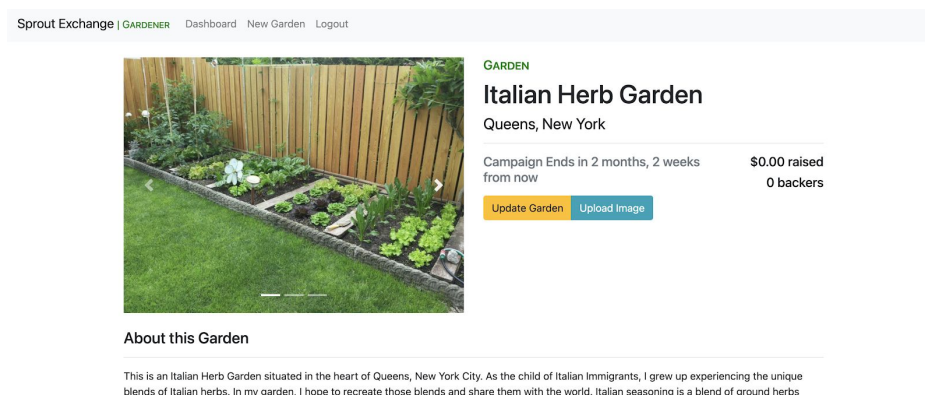 Sprout Exchange | GARDENER Dashboard New Garden Logout
GARDEN
Italian Herb Garden
Queens, New York
Campaign Ends in 2 months, 2 weeks
from now
$0.00 raised
0 backers
Update Garden Upload Image
About this Garden
This is an Italian Herb Garden situated in the heart of Queens, New York City. As the child of Italian Immigrants, I grew up experiencing the unique
blends of Italian herbs. In my garden, I hope to recreate those blends and share them with the world. Italian seasoning is a blend of ground herbs